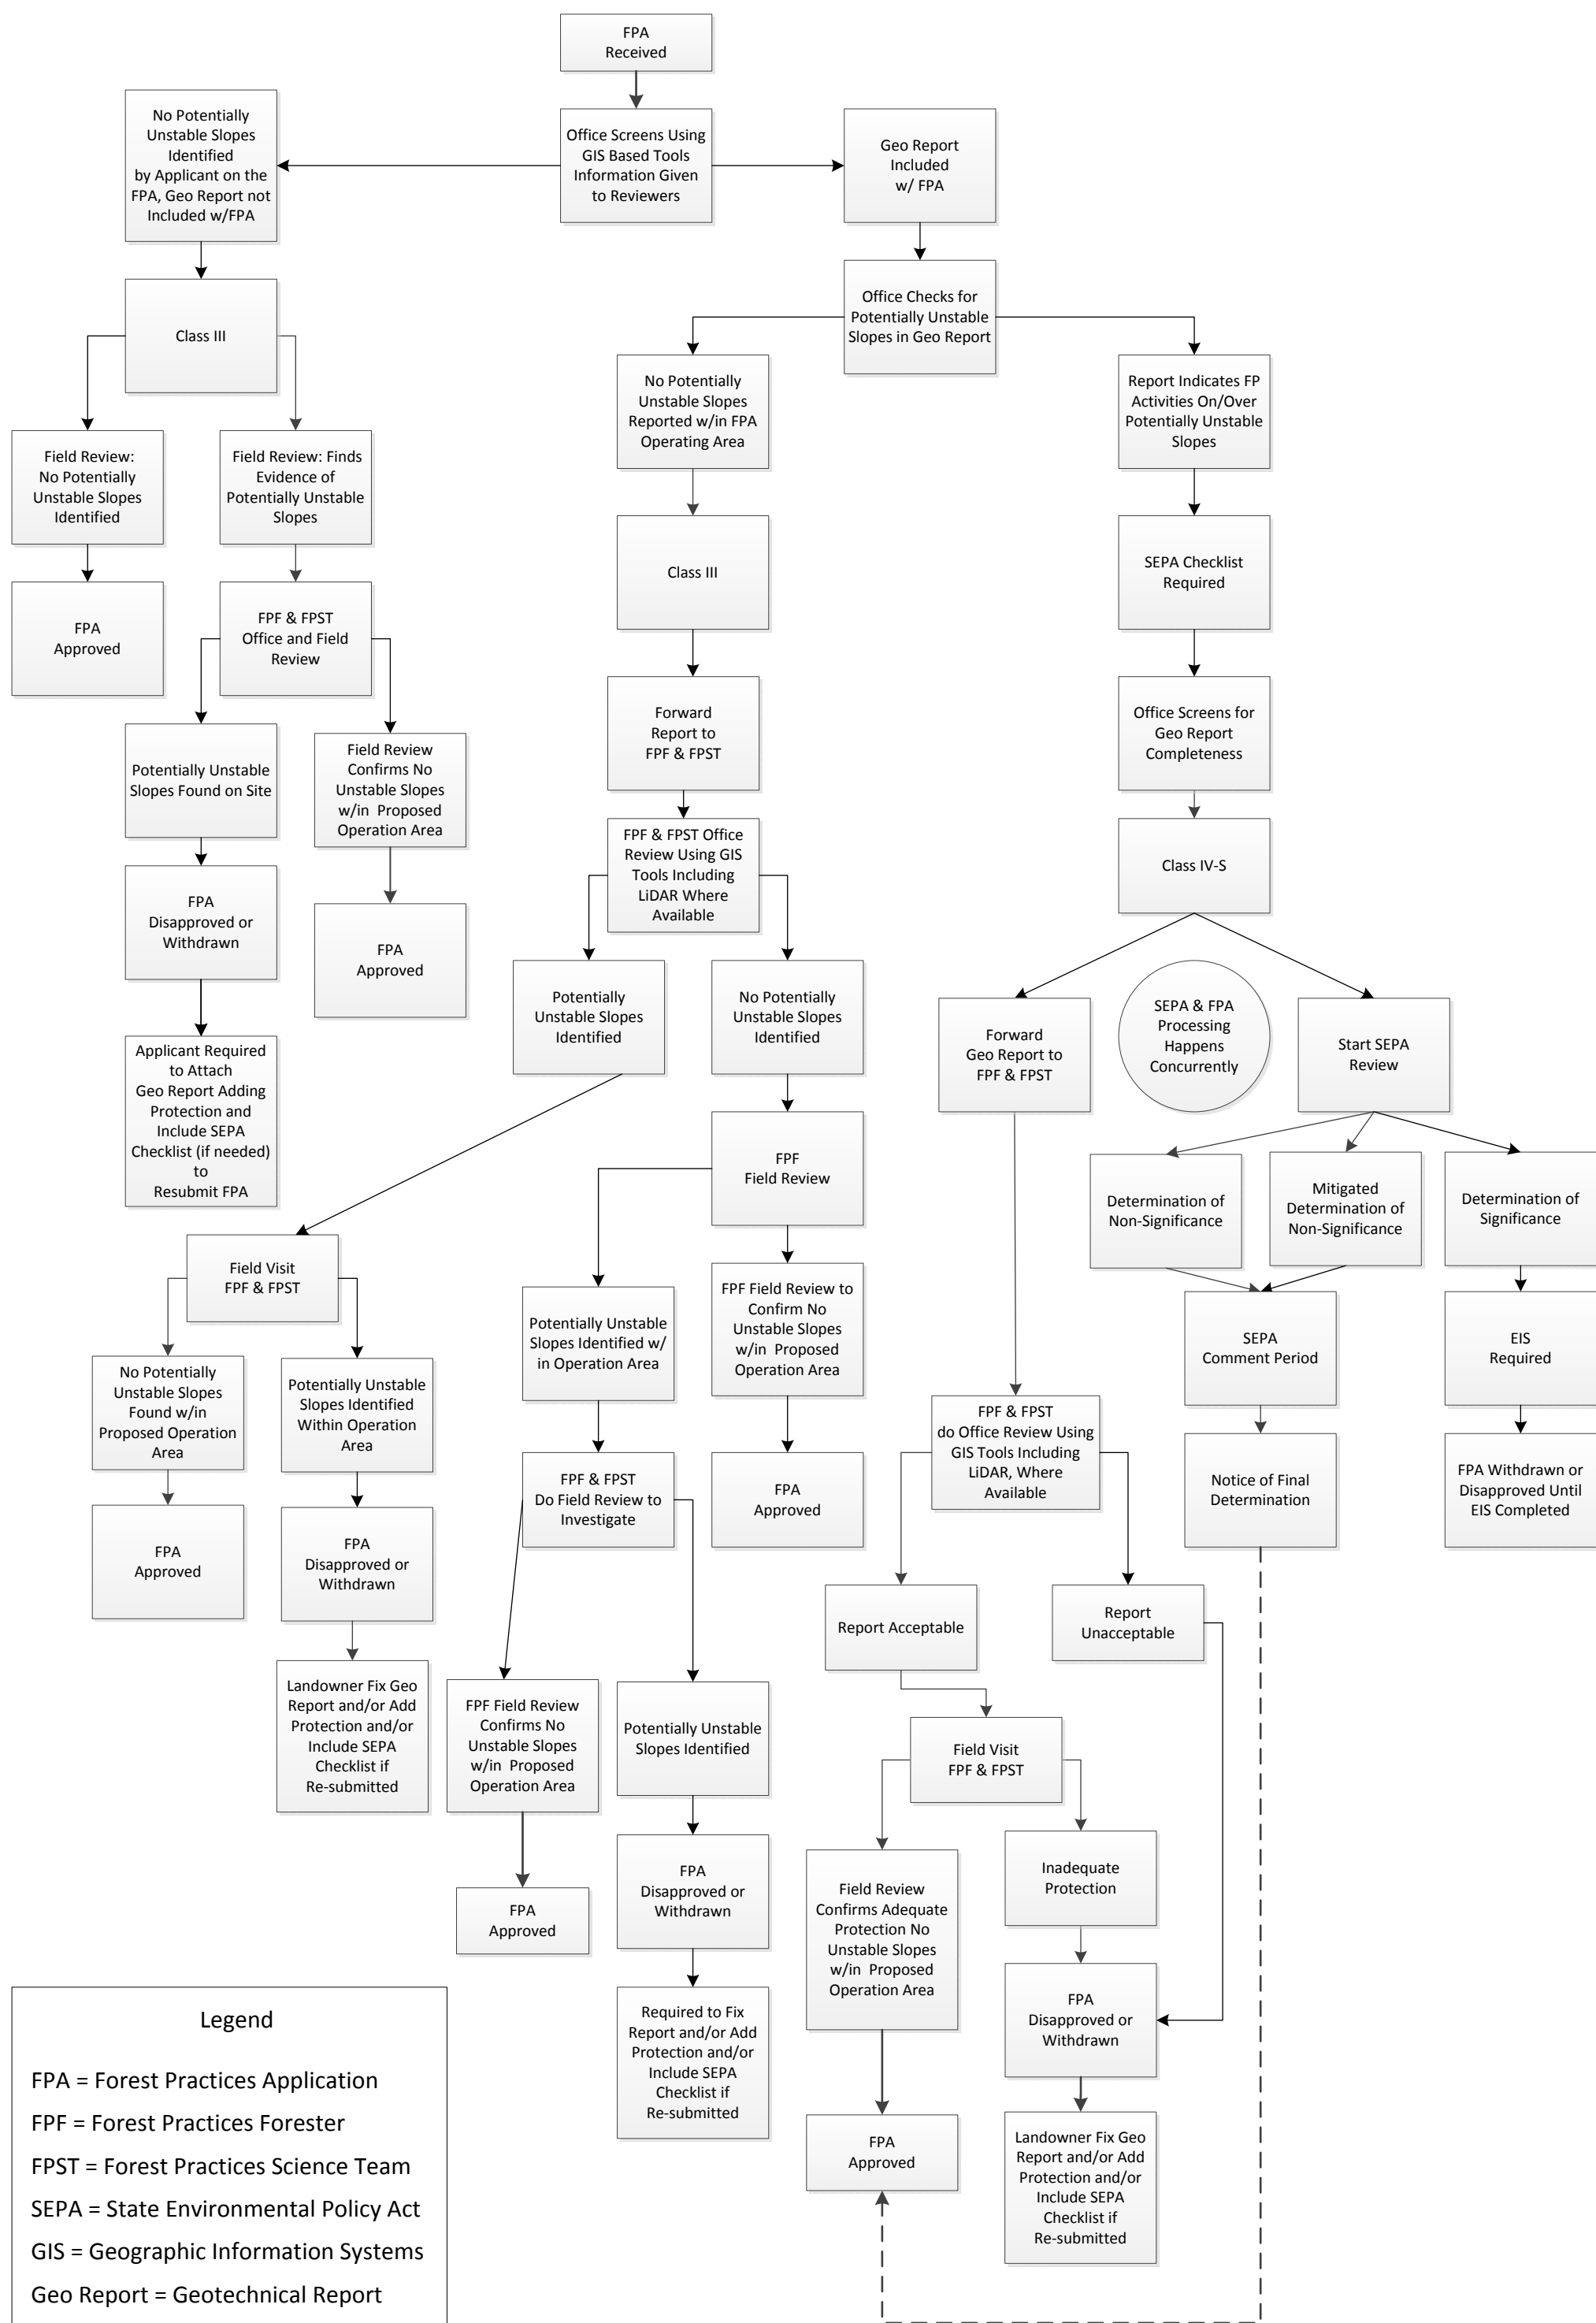 FPA
Received
No Potentially
Unstable Slopes
Identified
by Applicant on the
FPA, Geo Report not
Included w/FPA
Office Screens Using
GIS Based Tools
Information Given
to Reviewers
Geo Report
Included
w/ FPA
Class III
Office Checks for
Potentially Unstable
Slopes in Geo Report
Field Review:
No Potentially
Unstable Slopes
Identified
Field Review: Finds
Evidence of
Potentially Unstable
Slopes
No Potentially
Unstable Slopes
Reported w/in FPA
Operating Area
Report Indicates FP
Activities On/Over
Potentially Unstable
Slopes
FPA
Approved
FPF & FPST
Office and Field
Review
Class III
SEPA Checklist
Required
Potentially Unstable
Slopes Found on Site
Field Review
Confirms No
Unstable Slopes
w/in  Proposed
Operation Area
Forward
Report to
FPF & FPST
Office Screens for
Geo Report
Completeness
FPA
Disapproved or
Withdrawn
FPA
Approved
FPF & FPST Office
Review Using GIS
Tools Including
LiDAR Where
Available
Class IV-S
Applicant Required
to Attach
Geo Report Adding
Protection and
Include SEPA
Checklist (if needed)
to
Resubmit FPA
Potentially
Unstable Slopes
Identified
No Potentially
Unstable Slopes
Identified
Forward
Geo Report to
FPF & FPST
SEPA & FPA
Processing
Happens
Concurrently
Start SEPA
Review
FPF
Field Review
Determination of
Non-Significance
Mitigated
Determination of
Non-Significance
Determination of
Significance
Field Visit
FPF & FPST
Potentially Unstable
Slopes Identified w/
in Operation Area
FPF Field Review to
Confirm No
Unstable Slopes
w/in  Proposed
Operation Area
SEPA
Comment Period
EIS
Required
No Potentially
Unstable Slopes
Found w/in
Proposed Operation
Area
Potentially Unstable
Slopes Identified
Within Operation
Area
FPF & FPST
Do Field Review to
Investigate
FPA
Approved
FPF & FPST
do Office Review Using
GIS Tools Including
LiDAR, Where
Available
Notice of Final
Determination
FPA Withdrawn or
Disapproved Until
EIS Completed
FPA
Approved
FPA
Disapproved or
Withdrawn
Report Acceptable
Report
Unacceptable
Landowner Fix Geo
Report and/or Add
Protection and/or
Include SEPA
Checklist if
Re-submitted
FPF Field Review
Confirms No
Unstable Slopes
w/in  Proposed
Operation Area
Potentially Unstable
Slopes Identified
Field Visit
FPF & FPST
FPA
Approved
FPA
Disapproved or
Withdrawn
Field Review
Confirms Adequate
Protection No
Unstable Slopes
w/in  Proposed
Operation Area
Inadequate
Protection
Required to Fix
Report and/or Add
Protection and/or
Include SEPA
Checklist if
Re-submitted
FPA
Disapproved or
Withdrawn
FPA
Approved
Landowner Fix Geo
Report and/or Add
Protection and/or
Include SEPA
Checklist if
Re-submitted
Legend
FPA = Forest Practices Application
FPF = Forest Practices Forester
FPST = Forest Practices Science Team
SEPA = State Environmental Policy Act
GIS = Geographic Information Systems
Geo Report = Geotechnical Report